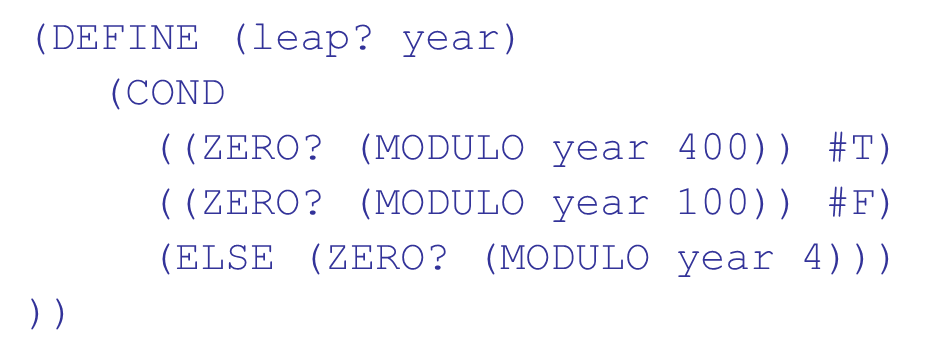 (DEFINE (leap? year)
(COND
((ZERO? (MODULO year 400)) #T)
((ZERO? (MODULO year 100)) #F)
(ELSE (ZERO? (MODULO year 4)))
))